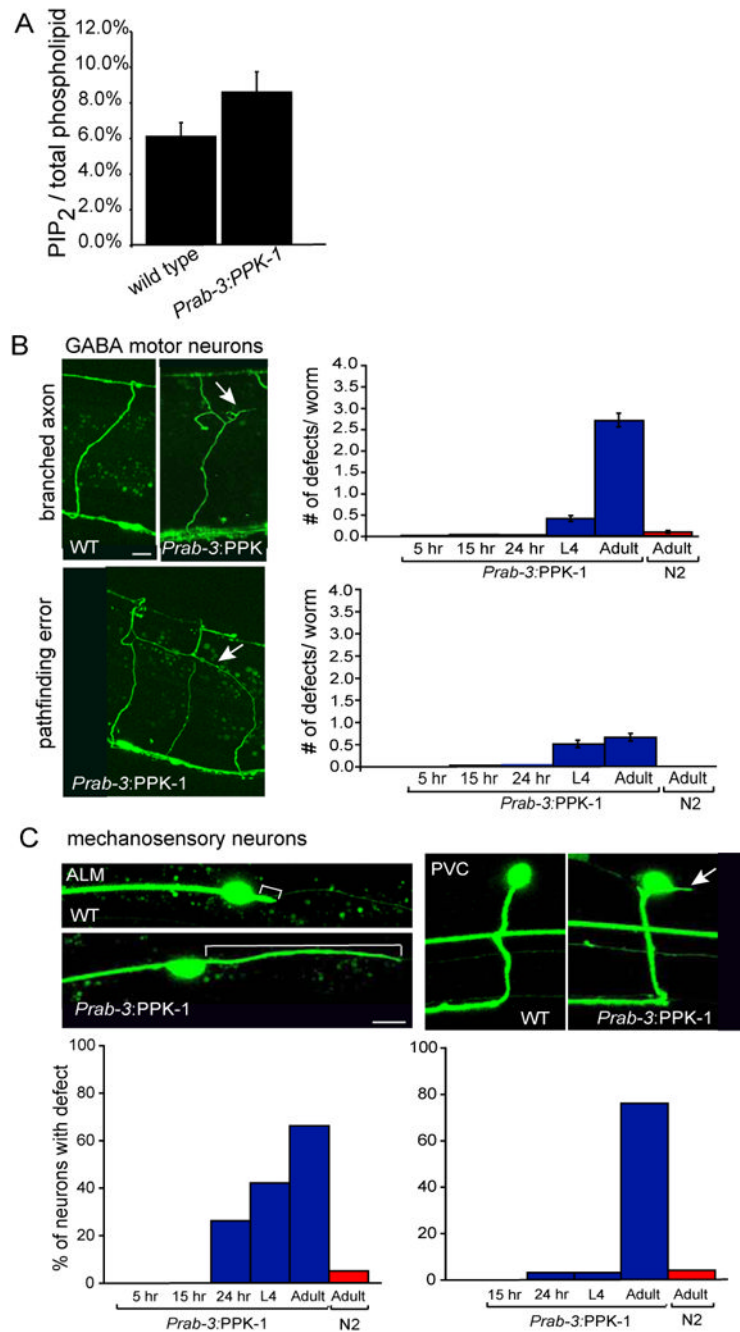 A
PIP2 / total phospholipid
12.0%
10.0%
8.0%
6.0%
4.0%
2.0%
0.0%
wild type
Prab-3:PPK-1
B
GABA motor neurons
branched axon
WT
Prab-3:PPK
# of defects/ worm
4.0
3.5
3.0
2.5
2.0
1.5
1.0
0.5
0.0
5 hr 15 hr 24 hr L4 Adult Adult
Prab-3:PPK-1 N2
pathfinding error
Prab-3:PPK-1
# of defects/ worm
4.0
3.5
3.0
2.5
2.0
1.5
1.0
0.5
0.0
5 hr 15 hr 24 hr L4 Adult Adult
Prab-3:PPK-1 N2
C mechanosensory neurons
ALM
WT
Prab-3:PPK-1
PVC
WT
Prab-3:PPK-1
% of neurons with defect
100
80
60
40
20
0
5 hr 15 hr 24 hr L4 Adult Adult
Prab-3:PPK-1 N2
100
80
60
40
20
0
15 hr 24 hr L4 Adult Adult
Prab-3:PPK-1 N2